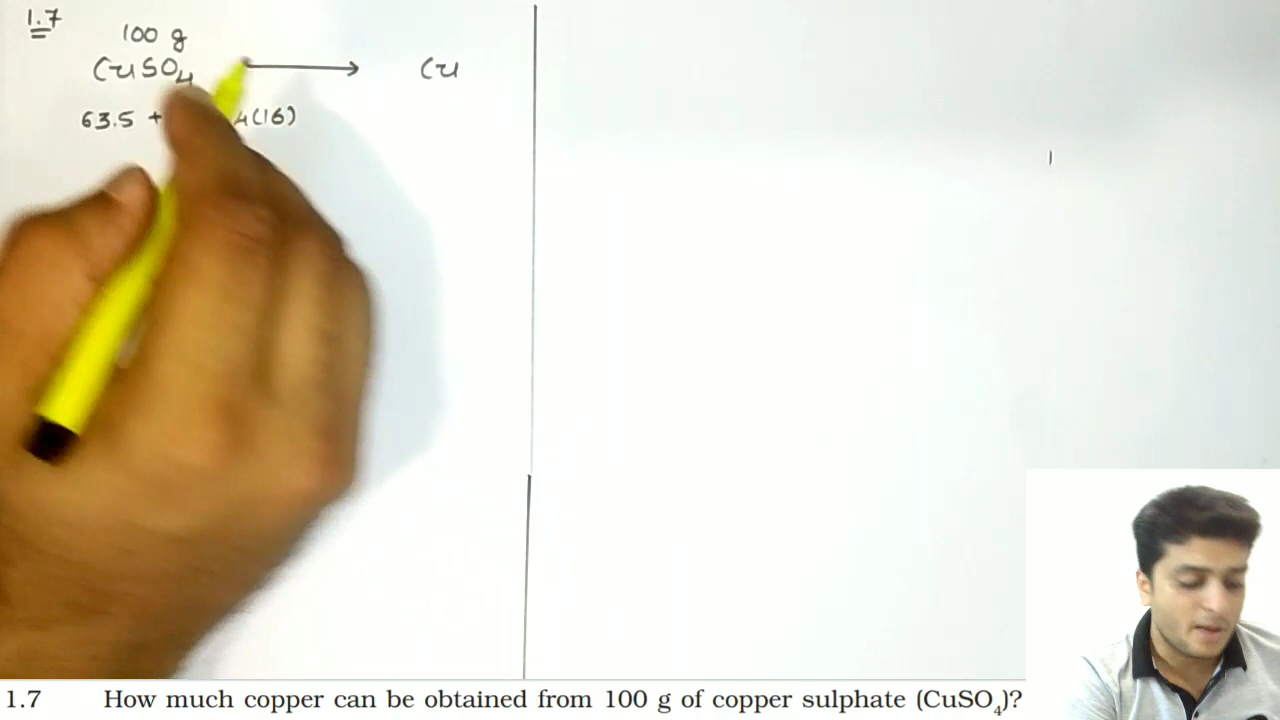 1.7
100 g
CuSO4 → Cu
63.5 + 4(16)
1.7 How much copper can be obtained from 100 g of copper sulphate (CuSO₄)?